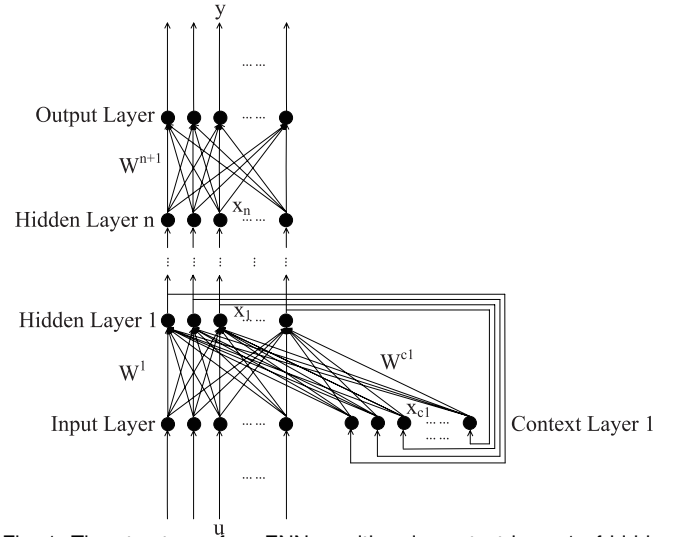 y
…… 
Output Layer ……
W^{n+1}
x_n
Hidden Layer n ……
x_1
Hidden Layer 1 ……
W^1
W^{c1}
x_{c1}
Input Layer …… …… Context Layer 1
……
……
u